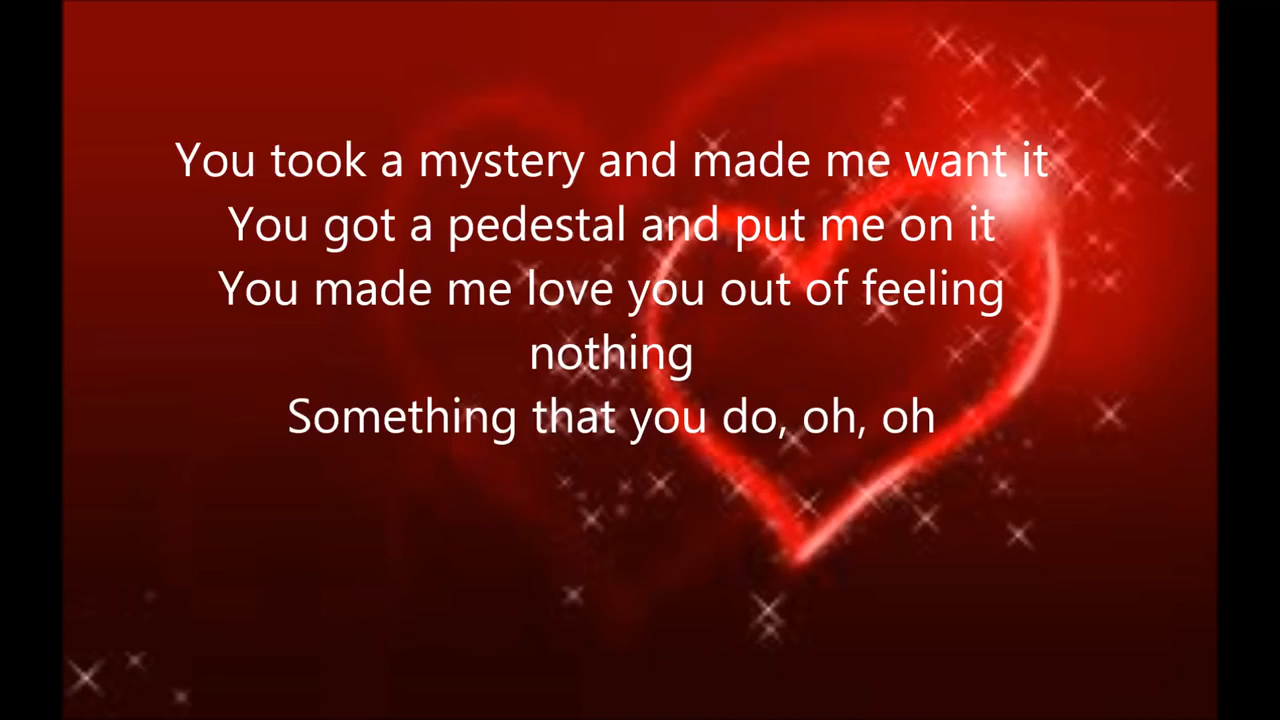 You took a mystery and made me want it
You got a pedestal and put me on it
You made me love you out of feeling
nothing
Something that you do, oh, oh